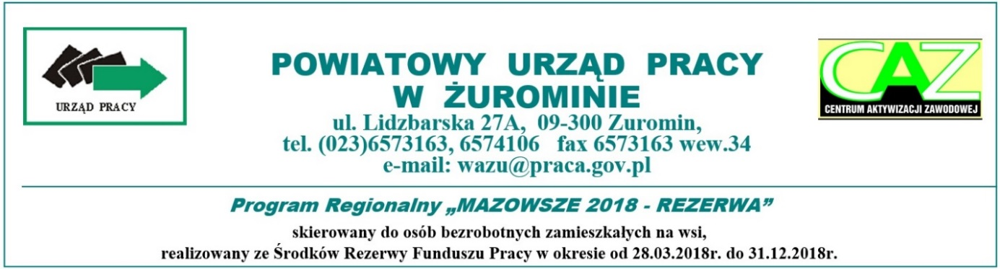 URZĄD PRACY
POWIATOWY URZĄD PRACY
W ŻUROMINIE
ul. Lidzbarska 27A, 09-300 Zuromin,
tel. (023)6573163, 6574106 fax 6573163 wew.34
e-mail: wazu@praca.gov.pl
CAZ
CENTRUM AKTYWIZACJI ZAWODOWEJ
Program Regionalny „MAZOWSZE 2018 - REZERWA”
skierowany do osób bezrobotnych zamieszkałych na wsi,
realizowany ze Środków Rezerwy Funduszu Pracy w okresie od 28.03.2018r. do 31.12.2018r.